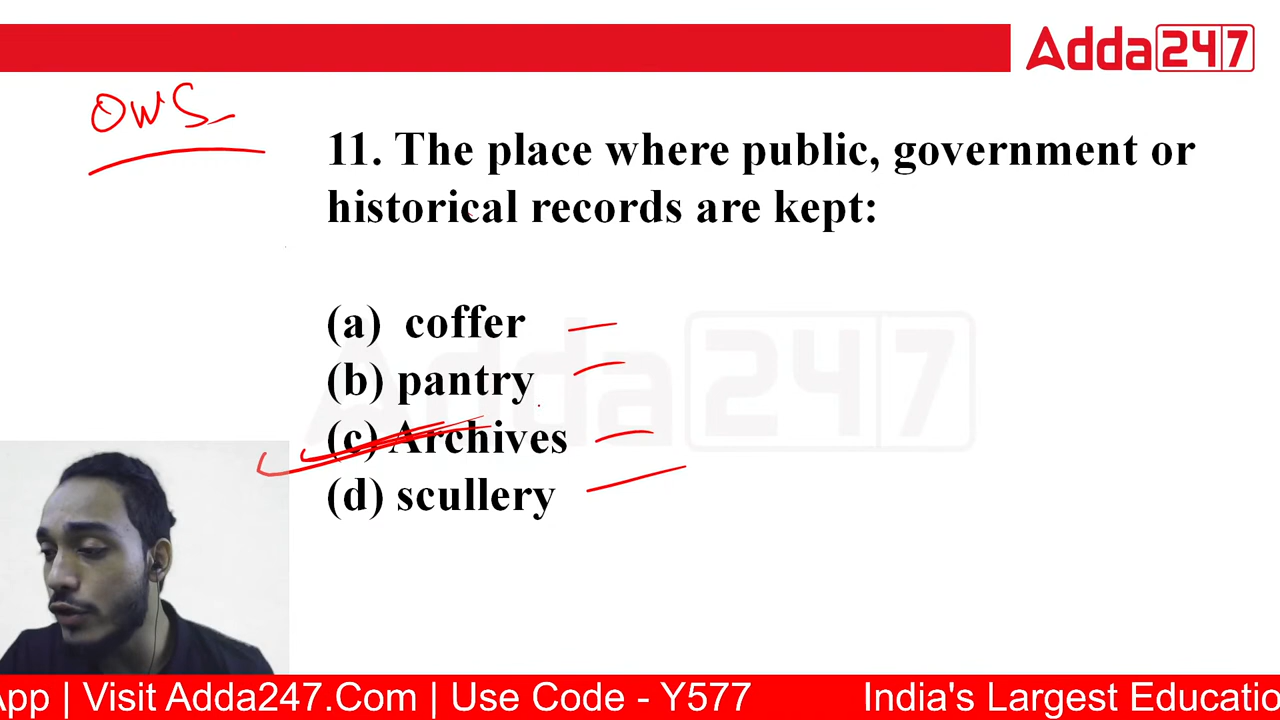 Adda247
OWS
11. The place where public, government or
historical records are kept:
(a) coffer
(b) pantry
(c) Archives
(d) scullery
247
App | Visit Adda247.Com | Use Code - Y577 India's Largest Educatio